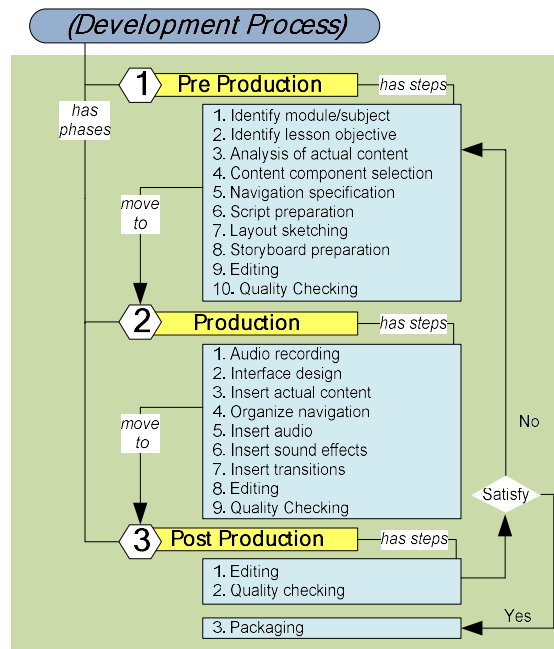 (Development Process)
1 Pre Production
has steps
has
phases
1. Identify module/subject
2. Identify lesson objective
3. Analysis of actual content
4. Content component selection
5. Navigation specification
6. Script preparation
7. Layout sketching
8. Storyboard preparation
9. Editing
10. Quality Checking
move
to
2 Production
has steps
1. Audio recording
2. Interface design
3. Insert actual content
4. Organize navigation
5. Insert audio
6. Insert sound effects
7. Insert transitions
8. Editing
9. Quality Checking
move
to
No
Satisfy
3 Post Production
has steps
1. Editing
2. Quality checking
Yes
3. Packaging